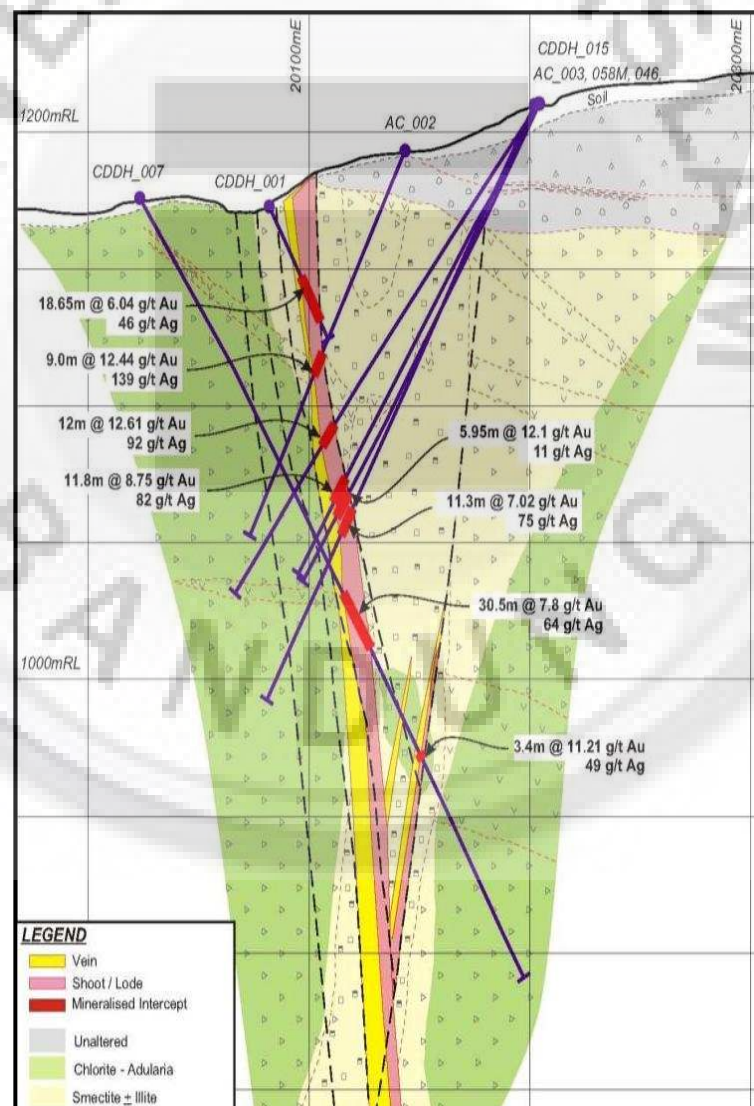 20100mE
20300mE
CDDH_015
AC_003, 058M, 046,
Soil
1200mRL
AC_002
CDDH_007
CDDH_001
18.65m @ 6.04 g/t Au
46 g/t Ag
9.0m @ 12.44 g/t Au
139 g/t Ag
12m @ 12.61 g/t Au
92 g/t Ag
5.95m @ 12.1 g/t Au
11 g/t Ag
11.8m @ 8.75 g/t Au
82 g/t Ag
11.3m @ 7.02 g/t Au
75 g/t Ag
30.5m @ 7.8 g/t Au
64 g/t Ag
1000mRL
3.4m @ 11.21 g/t Au
49 g/t Ag
LEGEND
Vein
Shoot / Lode
Mineralised Intercept
Unaltered
Chlorite - Adularia
Smectite ± Illite